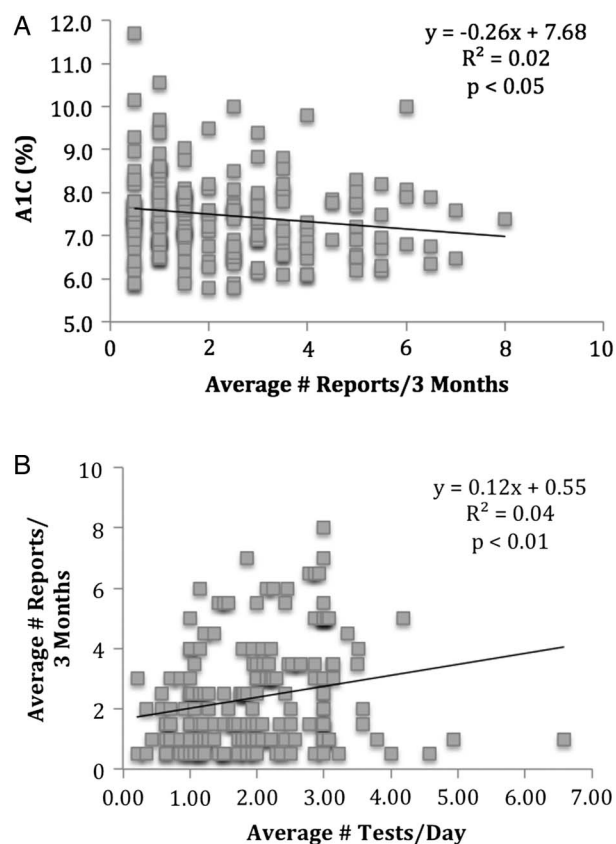 A
y = -0.26x + 7.68
R² = 0.02
p < 0.05
A1C (%)
12.0
11.0
10.0
9.0
8.0
7.0
6.0
5.0
0 2 4 6 8 10
Average # Reports/3 Months
B
y = 0.12x + 0.55
R² = 0.04
p < 0.01
Average # Reports/
3 Months
10
8
6
4
2
0
0.00 1.00 2.00 3.00 4.00 5.00 6.00 7.00
Average # Tests/Day